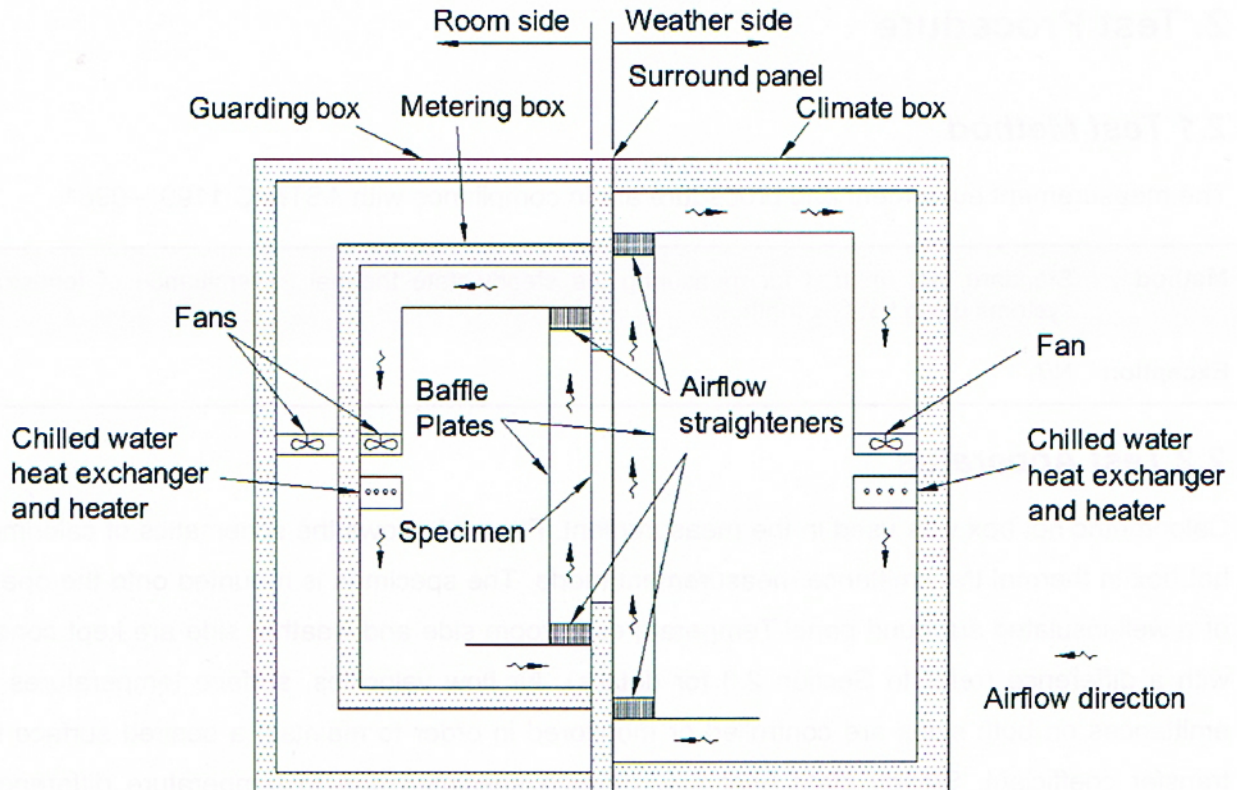 Room side
Weather side
Surround panel
Guarding box
Metering box
Climate box
Fans
Fan
Baffle
Plates
Airflow
straighteners
Chilled water
heat exchanger
and heater
Chilled water
heat exchanger
and heater
Specimen
Airflow direction